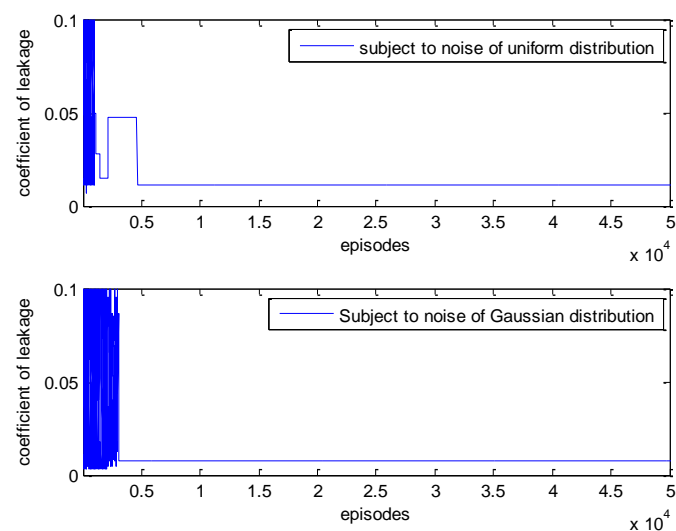 0.1
0.05
0
coefficient of leakage
subject to noise of uniform distribution
0.5 1 1.5 2 2.5 3 3.5 4 4.5 5
episodes
x 10^4
0.1
0.05
0
coefficient of leakage
Subject to noise of Gaussian distribution
0.5 1 1.5 2 2.5 3 3.5 4 4.5 5
episodes
x 10^4